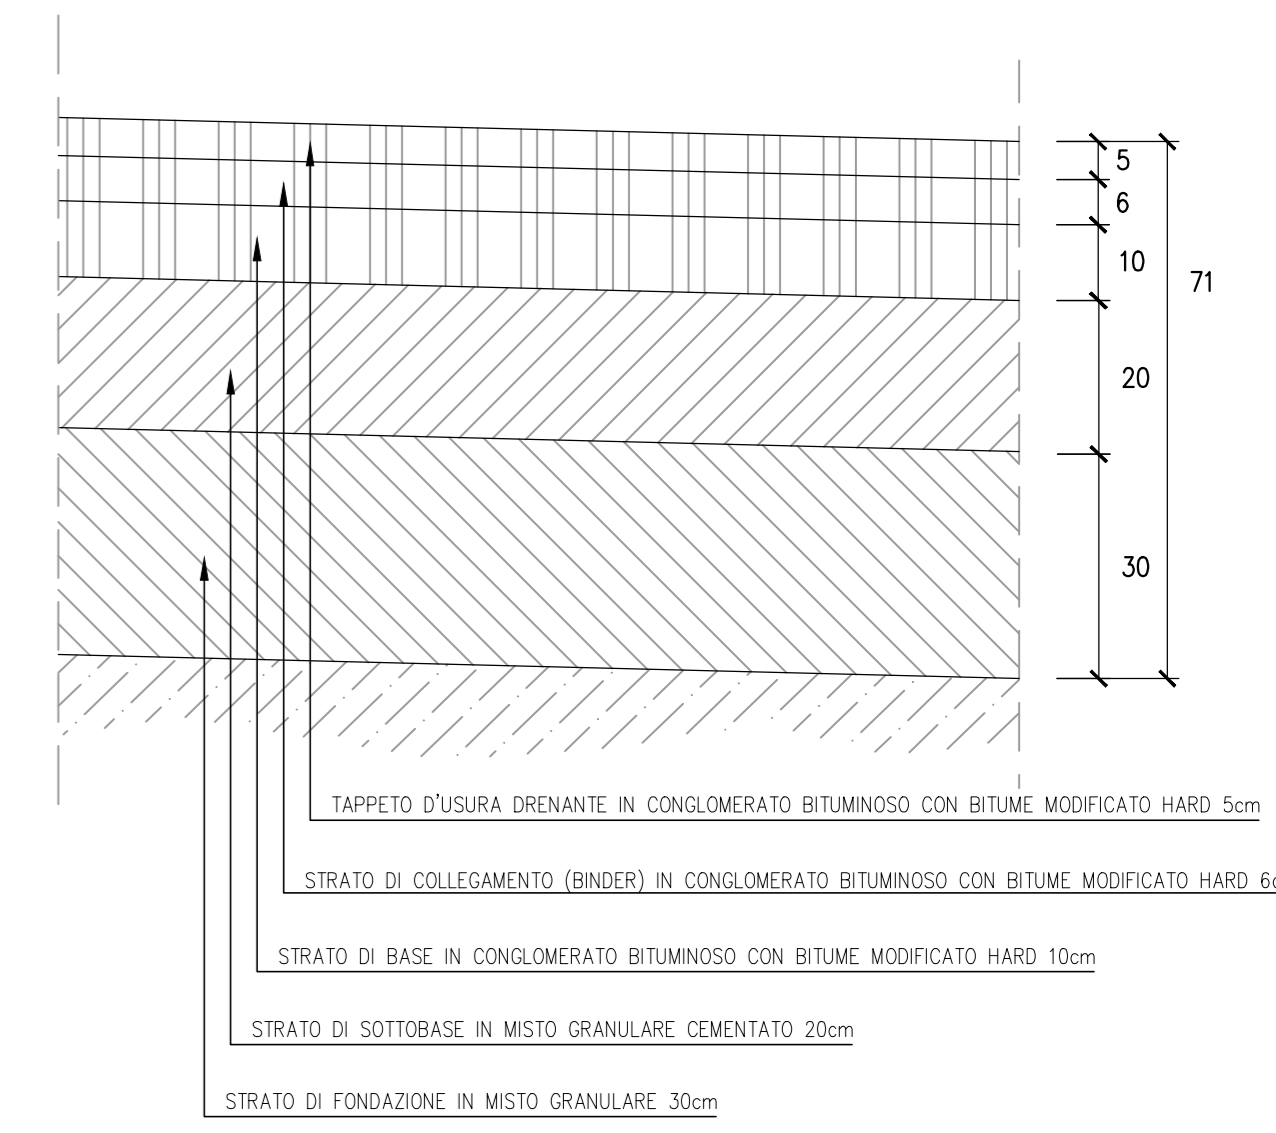 5
6
10
71
20
30
TAPPETO D'USURA DRENANTE IN CONGLOMERATO BITUMINOSO CON BITUME MODIFICATO HARD 5cm
STRATO DI COLLEGAMENTO (BINDER) IN CONGLOMERATO BITUMINOSO CON BITUME MODIFICATO HARD 6c
STRATO DI BASE IN CONGLOMERATO BITUMINOSO CON BITUME MODIFICATO HARD 10cm
STRATO DI SOTTOBASE IN MISTO GRANULARE CEMENTATO 20cm
STRATO DI FONDAZIONE IN MISTO GRANULARE 30cm